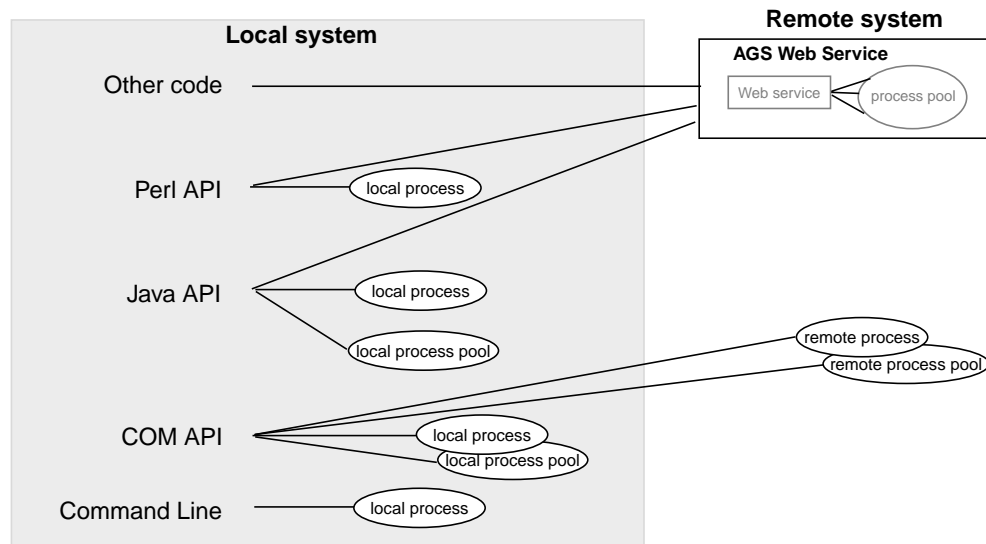 Remote system
Local system
AGS Web Service
Other code
Web service
process pool
Perl API
local process
Java API
local process
local process pool
remote process
remote process pool
COM API
local process
local process pool
Command Line
local process